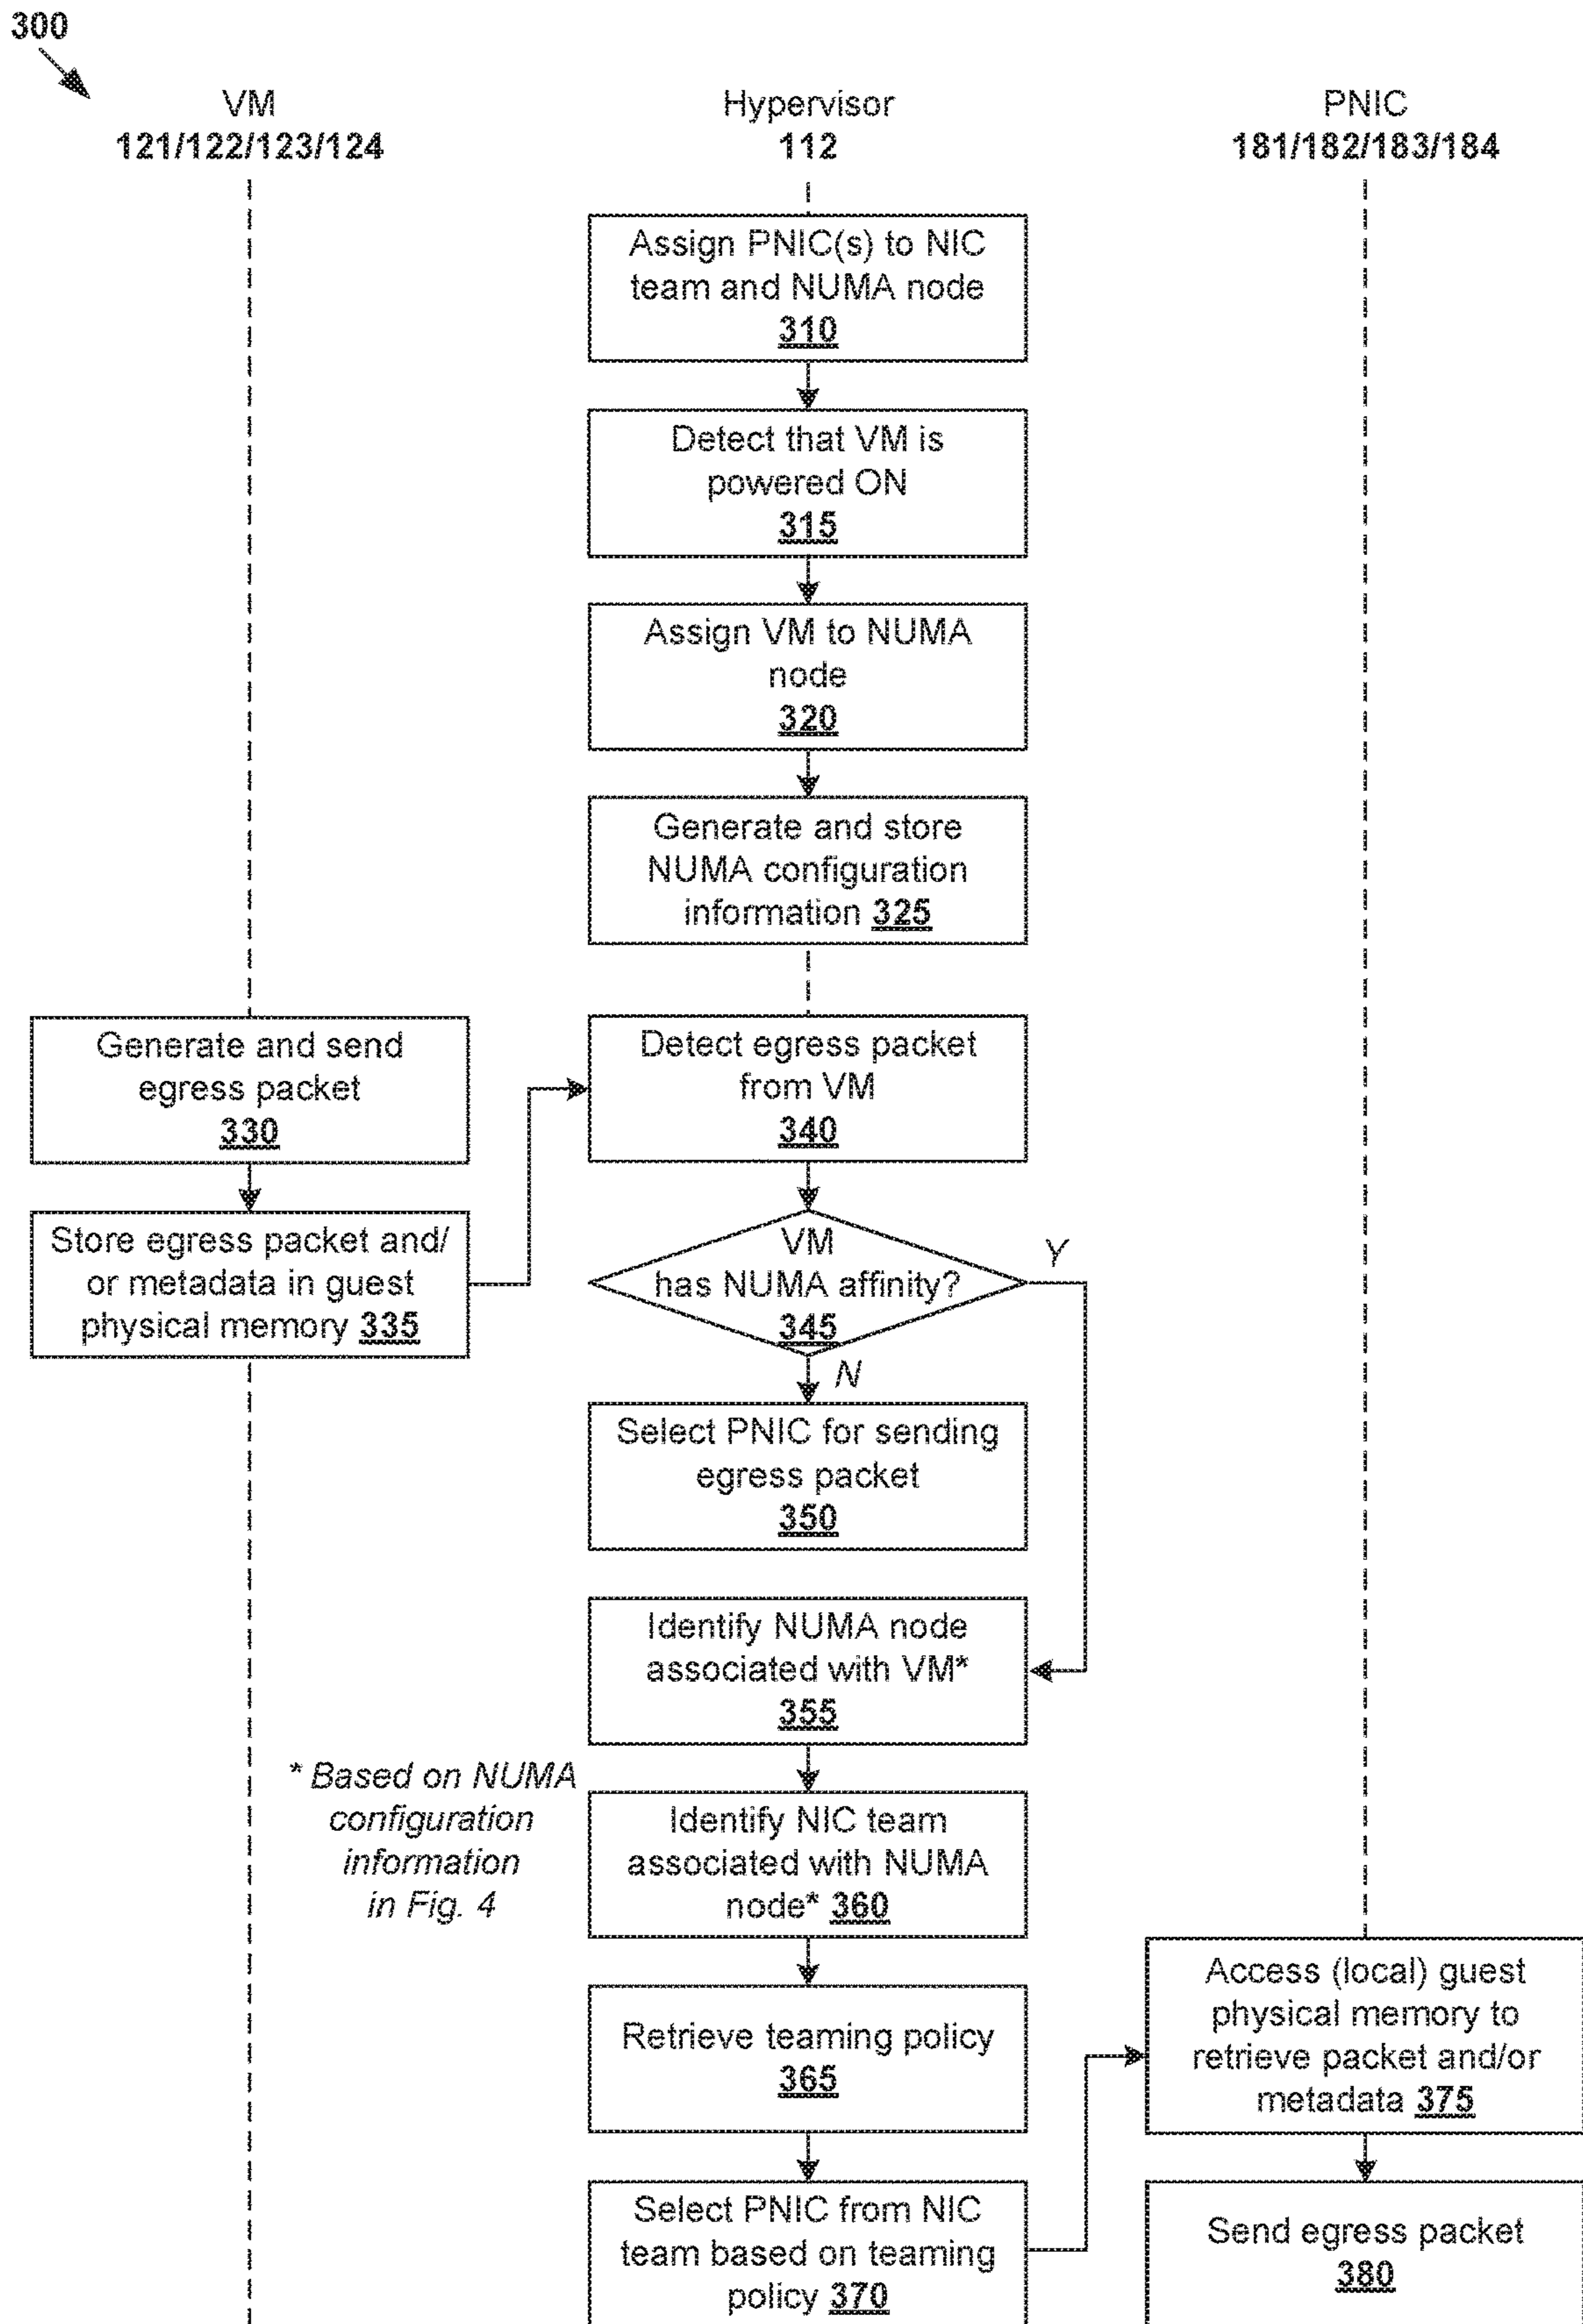 300
VM
121/122/123/124
Hypervisor
112
PNIC
181/182/183/184
Assign PNIC(s) to NIC
team and NUMA node
310
Detect that VM is
powered ON
315
Assign VM to NUMA
node
320
Generate and store
NUMA configuration
information 325
Generate and send
egress packet
330
Store egress packet and/
or metadata in guest
physical memory 335
Detect egress packet
from VM
340
VM
has NUMA affinity?
345
Y
N
Select PNIC for sending
egress packet
350
Identify NUMA node
associated with VM*
355
* Based on NUMA
configuration
information
in Fig. 4
Identify NIC team
associated with NUMA
node* 360
Retrieve teaming policy
365
Select PNIC from NIC
team based on teaming
policy 370
Access (local) guest
physical memory to
retrieve packet and/or
metadata 375
Send egress packet
380